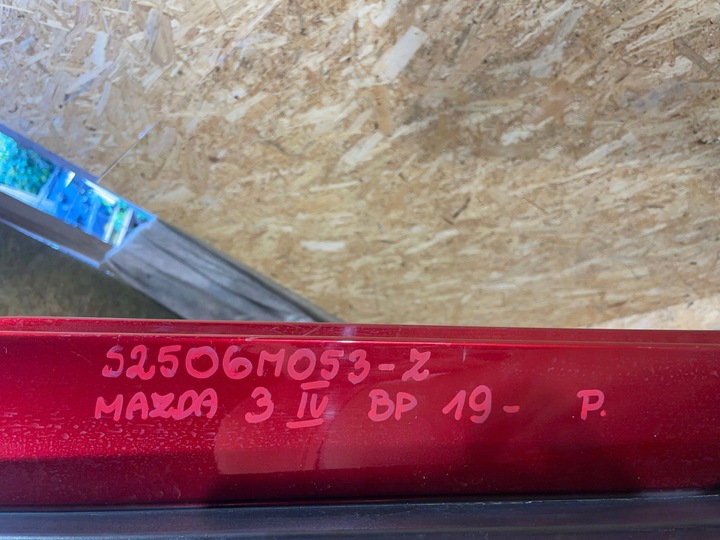 S2506M053-Z
MAZDA 3 IV BP 19- P.